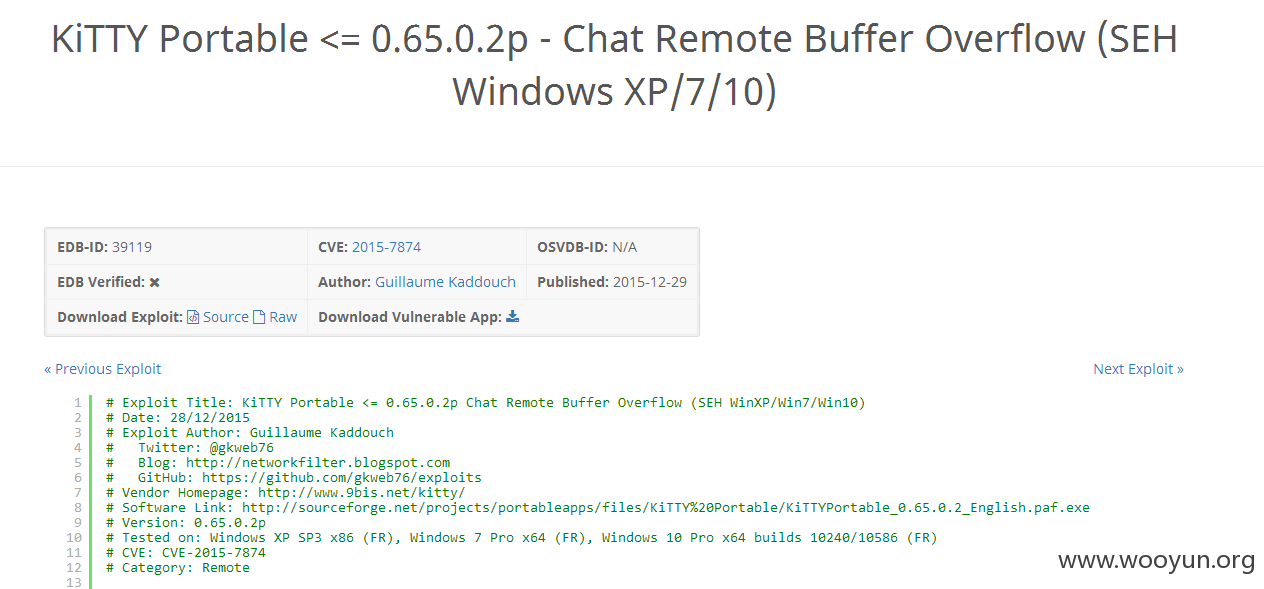 KiTTY Portable <= 0.65.0.2p - Chat Remote Buffer Overflow (SEH
Windows XP/7/10)
EDB-ID: 39119 CVE: 2015-7874 OSVDB-ID: N/A
EDB Verified: ✖ Author: Guillaume Kaddouch Published: 2015-12-29
Download Exploit: Source Raw Download Vulnerable App:
« Previous Exploit Next Exploit »
1 # Exploit Title: KiTTY Portable <= 0.65.0.2p Chat Remote Buffer Overflow (SEH WinXP/Win7/Win10)
2 # Date: 28/12/2015
3 # Exploit Author: Guillaume Kaddouch
4 #   Twitter: @gkweb76
5 #   Blog: http://networkfilter.blogspot.com
6 #   GitHub: https://github.com/gkweb76/exploits
7 # Vendor Homepage: http://www.9bis.net/kitty/
8 # Software Link: http://sourceforge.net/projects/portableapps/files/KiTTY%20Portable/KiTTYPortable_0.65.0.2_English.paf.exe
9 # Version: 0.65.0.2p
10 # Tested on: Windows XP SP3 x86 (FR), Windows 7 Pro x64 (FR), Windows 10 Pro x64 builds 10240/10586 (FR)
11 # CVE: CVE-2015-7874
12 # Category: Remote
13
www.wooyun.org